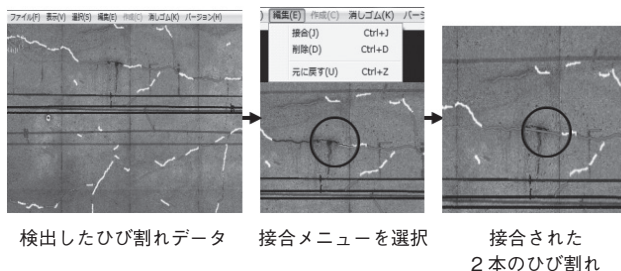 ファイル(F) 表示(V) 選択(S) 編集(E) 作成(C) 消しゴム(K) バージョン(H)
) 編集(E) 作成(C) 消しゴム(K) バージ
接合(J) Ctrl+J
削除(D) Ctrl+D
元に戻す(U) Ctrl+Z
検出したひび割れデータ
接合メニューを選択
接合された
2本のひび割れ